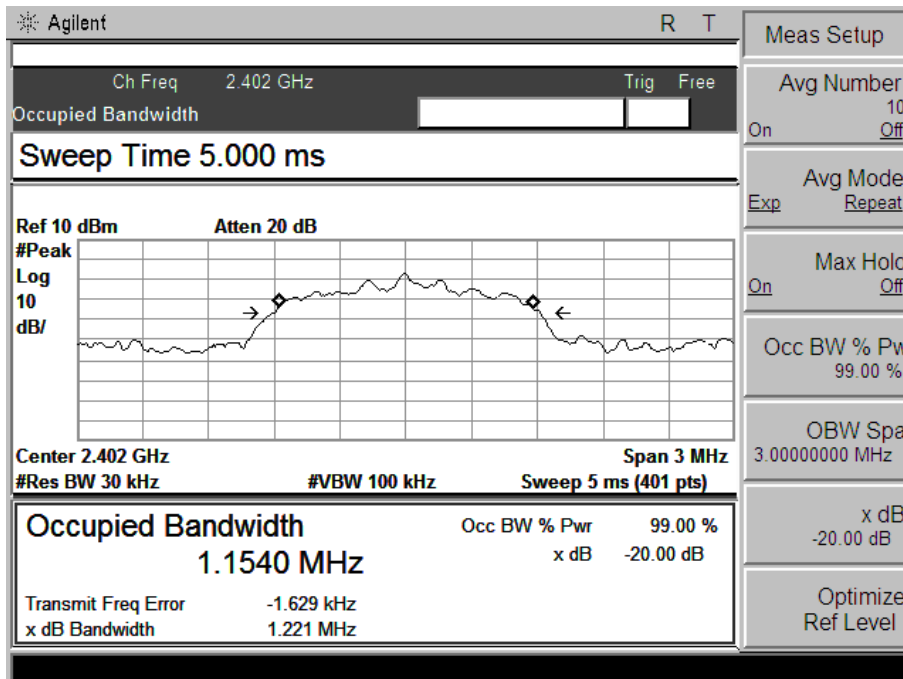 Agilent R T
Ch Freq 2.402 GHz Trig Free
Occupied Bandwidth
Sweep Time 5.000 ms
Ref 10 dBm Atten 20 dB
#Peak
Log
10
dB/
Center 2.402 GHz Span 3 MHz
#Res BW 30 kHz #VBW 100 kHz Sweep 5 ms (401 pts)
Occupied Bandwidth
1.1540 MHz
Occ BW % Pwr 99.00 %
x dB -20.00 dB
Transmit Freq Error -1.629 kHz
x dB Bandwidth 1.221 MHz
Meas Setup
Avg Number
10
On Off
Avg Mode
Exp Repeat
Max Hold
On Off
Occ BW % Pw
99.00 %
OBW Spa
3.00000000 MHz
x dB
-20.00 dB
Optimize
Ref Level